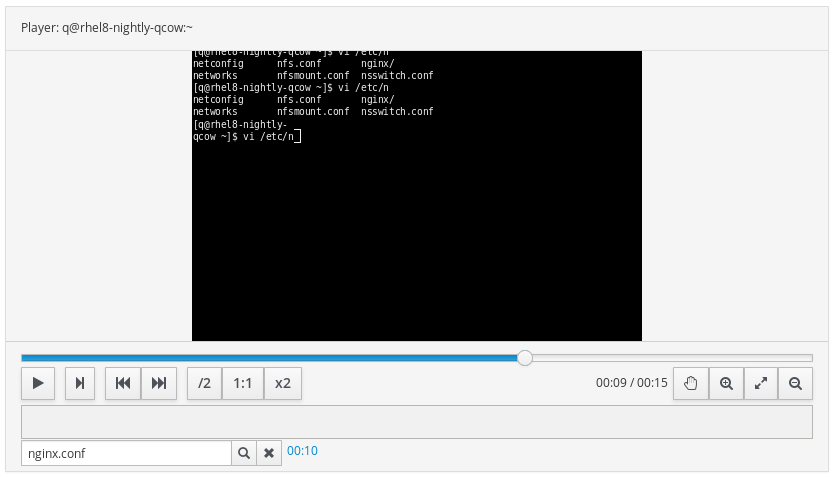 Player: q@rhel8-nightly-qcow:~
[q@rhel8-nightly-qcow ~]$ vi /etc/n
netconfig nfs.conf nginx/
networks nfsmount.conf nsswitch.conf
[q@rhel8-nightly-qcow ~]$ vi /etc/n
netconfig nfs.conf nginx/
networks nfsmount.conf nsswitch.conf
[q@rhel8-nightly-
qcow ~]$ vi /etc/n
/2 1:1 x2 00:09 / 00:15
nginx.conf 00:10